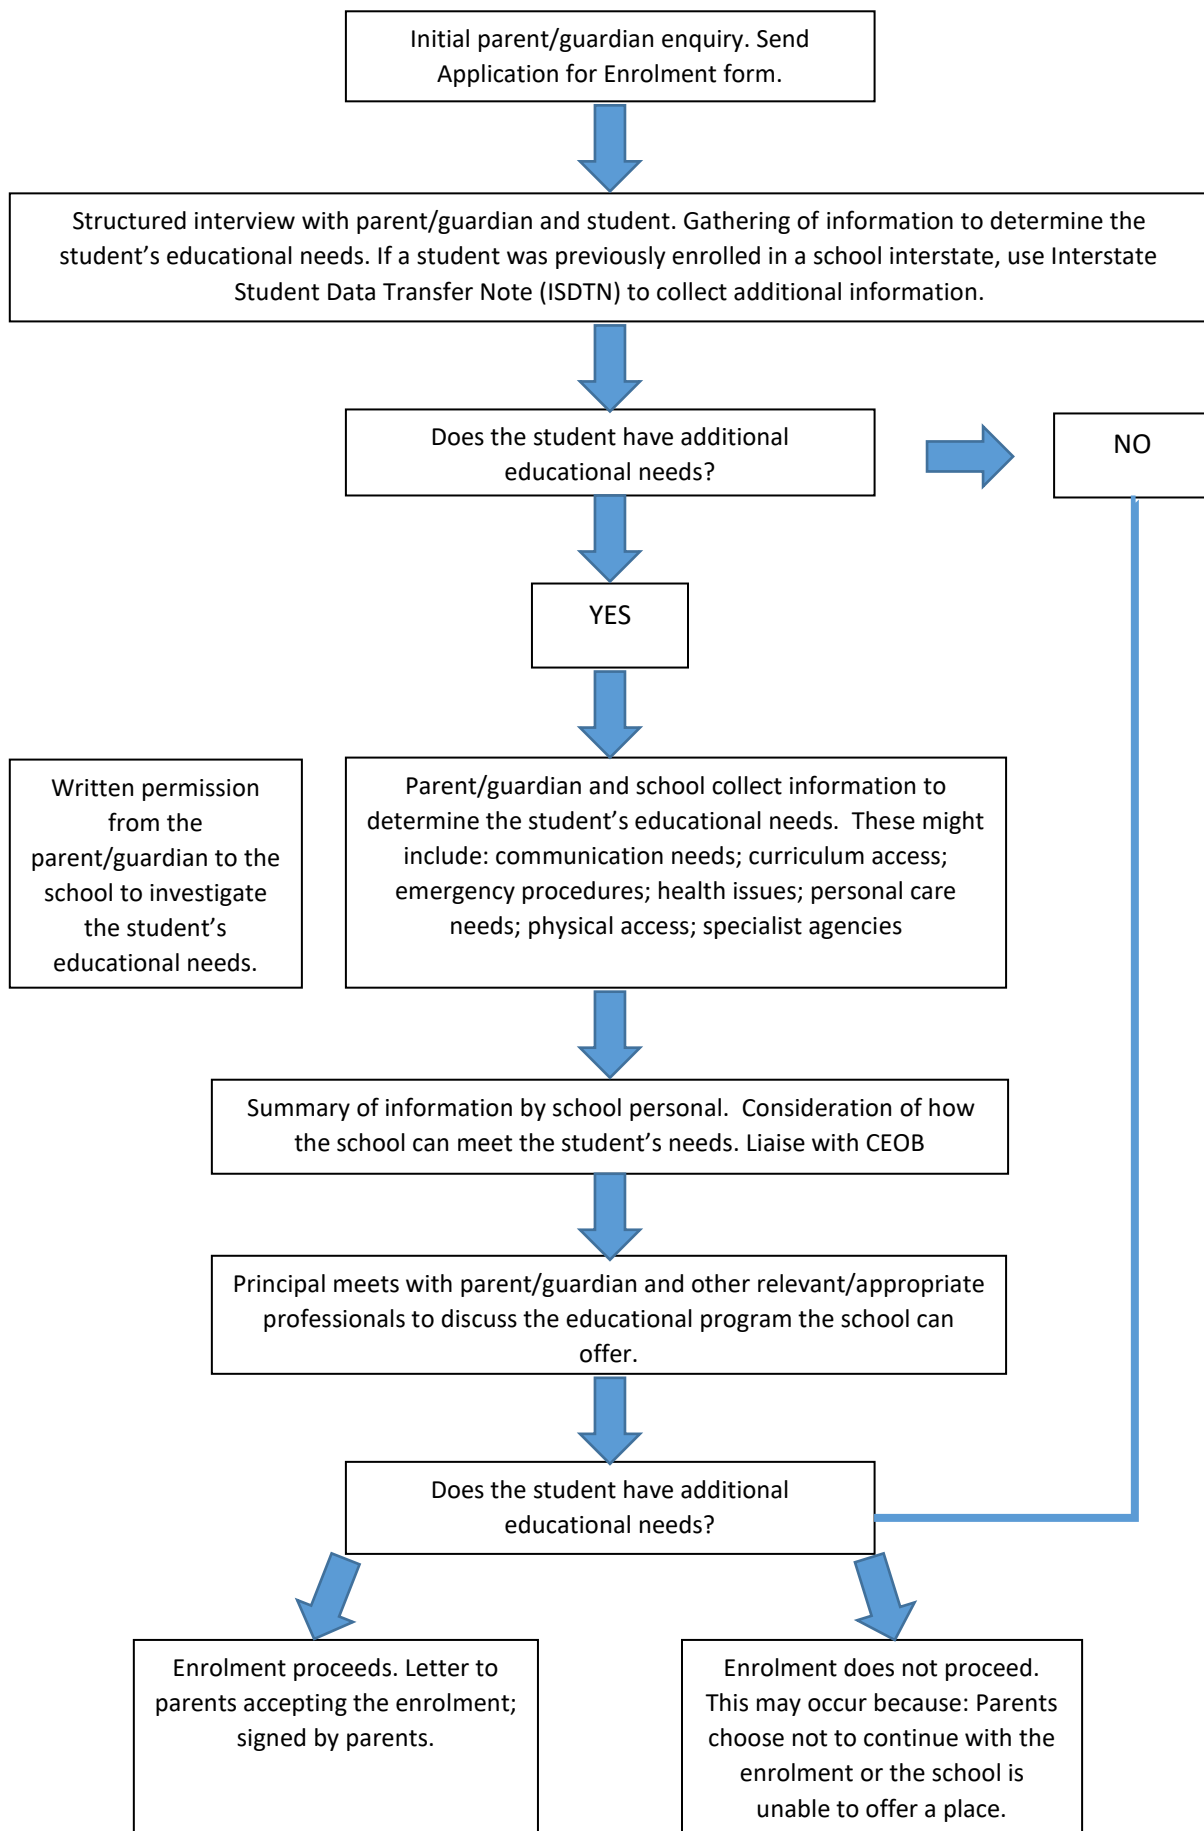 Initial parent/guardian enquiry. Send
Application for Enrolment form.
Structured interview with parent/guardian and student. Gathering of information to determine the
student’s educational needs. If a student was previously enrolled in a school interstate, use Interstate
Student Data Transfer Note (ISDTN) to collect additional information.
Does the student have additional
educational needs?
NO
YES
Written permission
from the
parent/guardian to the
school to investigate
the student’s
educational needs.
Parent/guardian and school collect information to
determine the student’s educational needs. These might
include: communication needs; curriculum access;
emergency procedures; health issues; personal care
needs; physical access; specialist agencies
Summary of information by school personal. Consideration of how
the school can meet the student’s needs. Liaise with CEOB
Principal meets with parent/guardian and other relevant/appropriate
professionals to discuss the educational program the school can
offer.
Does the student have additional
educational needs?
Enrolment proceeds. Letter to
parents accepting the enrolment;
signed by parents.
Enrolment does not proceed.
This may occur because: Parents
choose not to continue with the
enrolment or the school is
unable to offer a place.